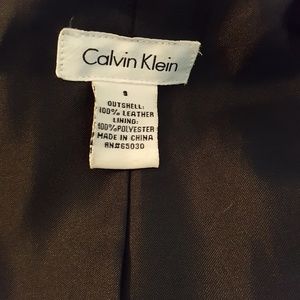 Calvin Klein
OUTSHELL:
100% LEATHER
LINING:
100%POLYESTER
MADE IN CHINA
RN#65030